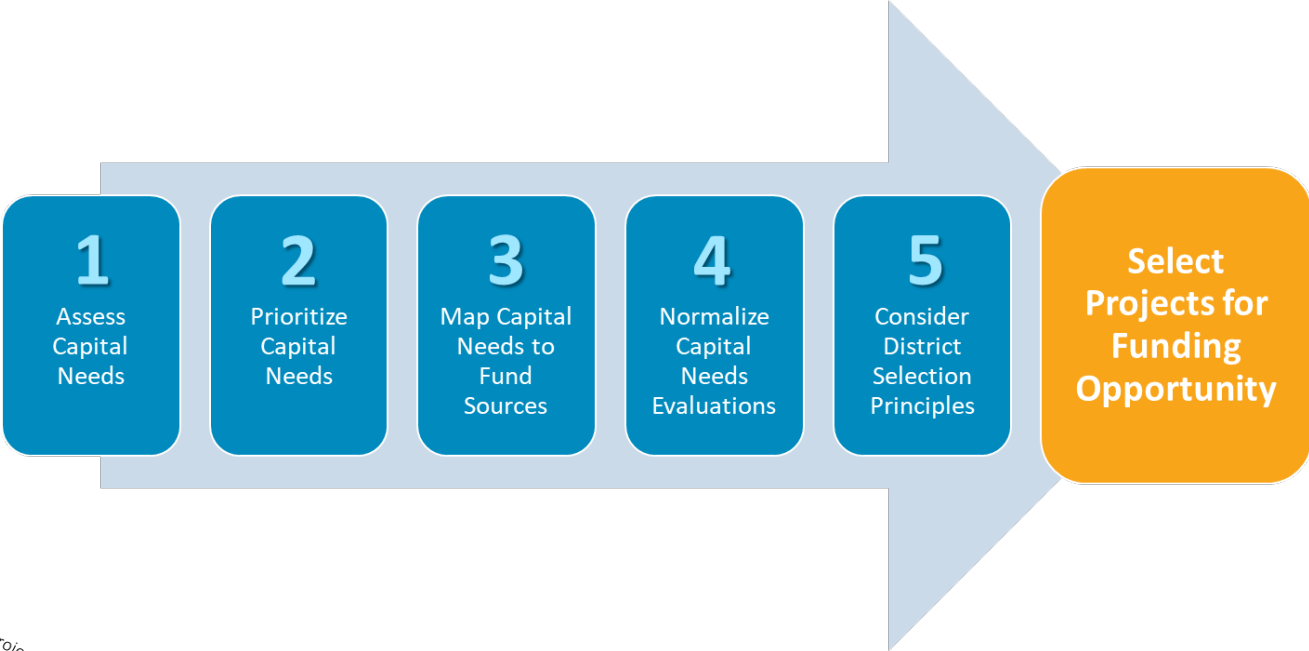 1
Assess
Capital
Needs
2
Prioritize
Capital
Needs
3
Map Capital
Needs to
Fund
Sources
4
Normalize
Capital
Needs
Evaluations
5
Consider
District
Selection
Principles
Select
Projects for
Funding
Opportunity